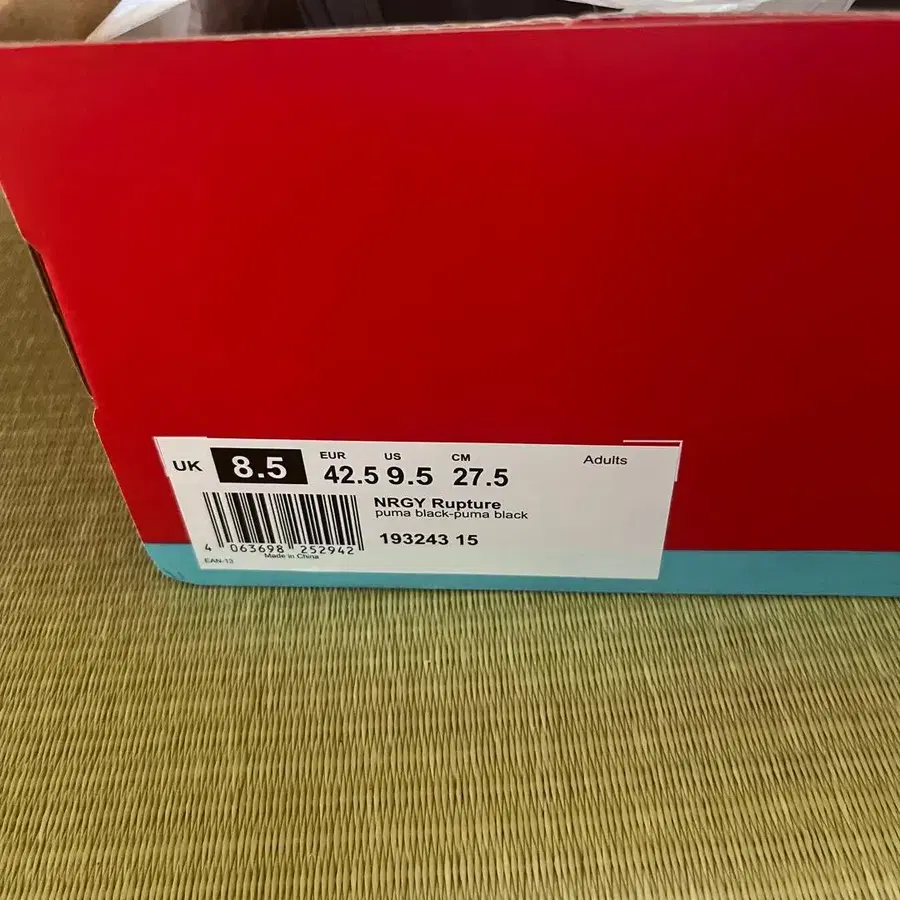 UK 8.5 EUR 42.5 US 9.5 CM 27.5 Adults
NRGY Rupture
puma black-puma black
193243 15
4 063698 252942
Made in China
EAN-13